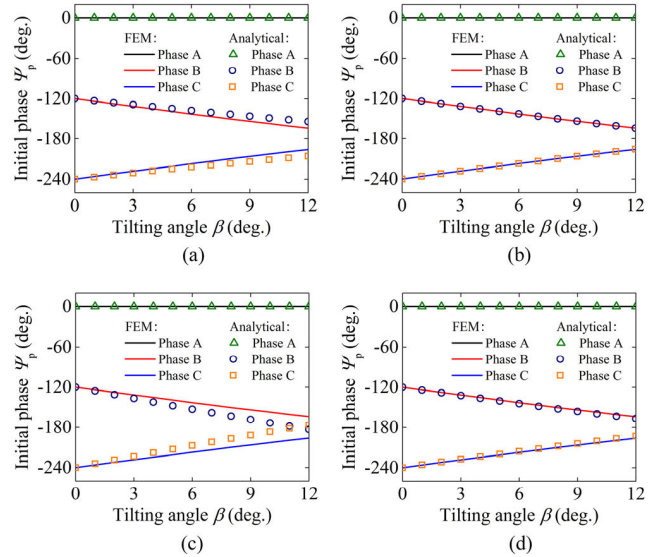 0
-60
-120
-180
-240
Initial phase Ψp (deg.)
FEM: Analytical:
Phase A Phase A
Phase B Phase B
Phase C Phase C
0 3 6 9 12
Tilting angle β (deg.)
(a)
0
-60
-120
-180
-240
Initial phase Ψp (deg.)
FEM: Analytical:
Phase A Phase A
Phase B Phase B
Phase C Phase C
0 3 6 9 12
Tilting angle β (deg.)
(b)
0
-60
-120
-180
-240
Initial phase Ψp (deg.)
FEM: Analytical:
Phase A Phase A
Phase B Phase B
Phase C Phase C
0 3 6 9 12
Tilting angle β (deg.)
(c)
0
-60
-120
-180
-240
Initial phase Ψp (deg.)
FEM: Analytical:
Phase A Phase A
Phase B Phase B
Phase C Phase C
0 3 6 9 12
Tilting angle β (deg.)
(d)